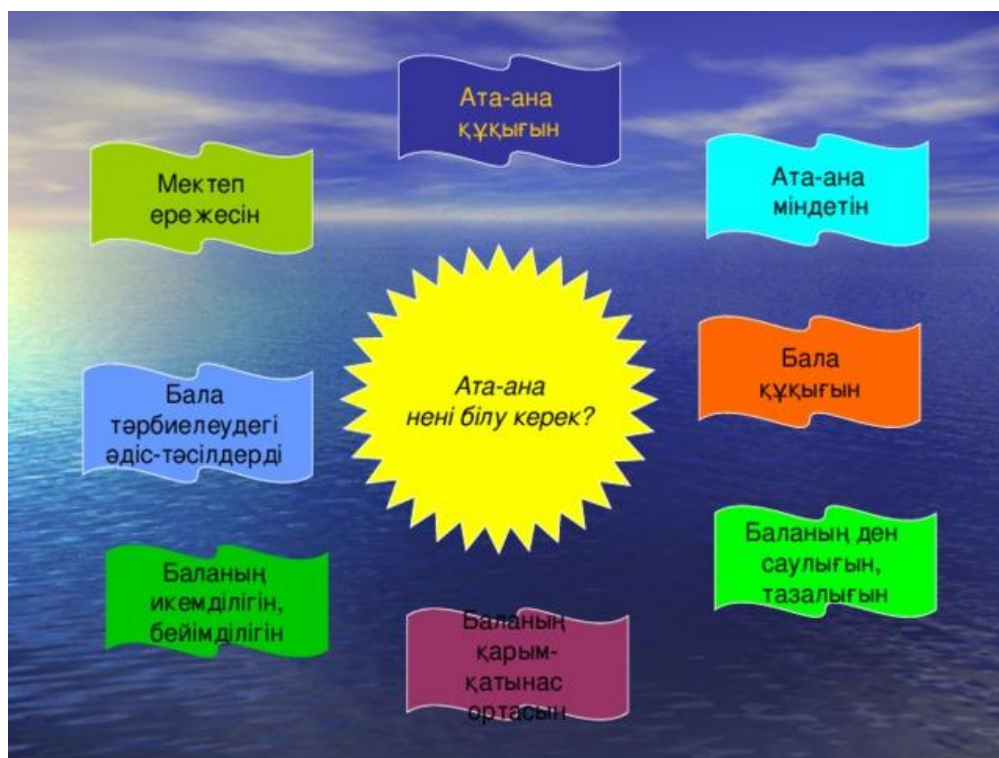 Ата-ана
құқығын
Мектеп
ережесін
Ата-ана
міндетін
Ата-ана
нені білу керек?
Бала
құқығын
Бала
тәрбиелеудегі
әдіс-тәсілдерді
Баланың ден
саулығын,
тазалығын
Баланың
икемділігін,
бейімділігін
Баланың
қарым-
қатынас
ортасын